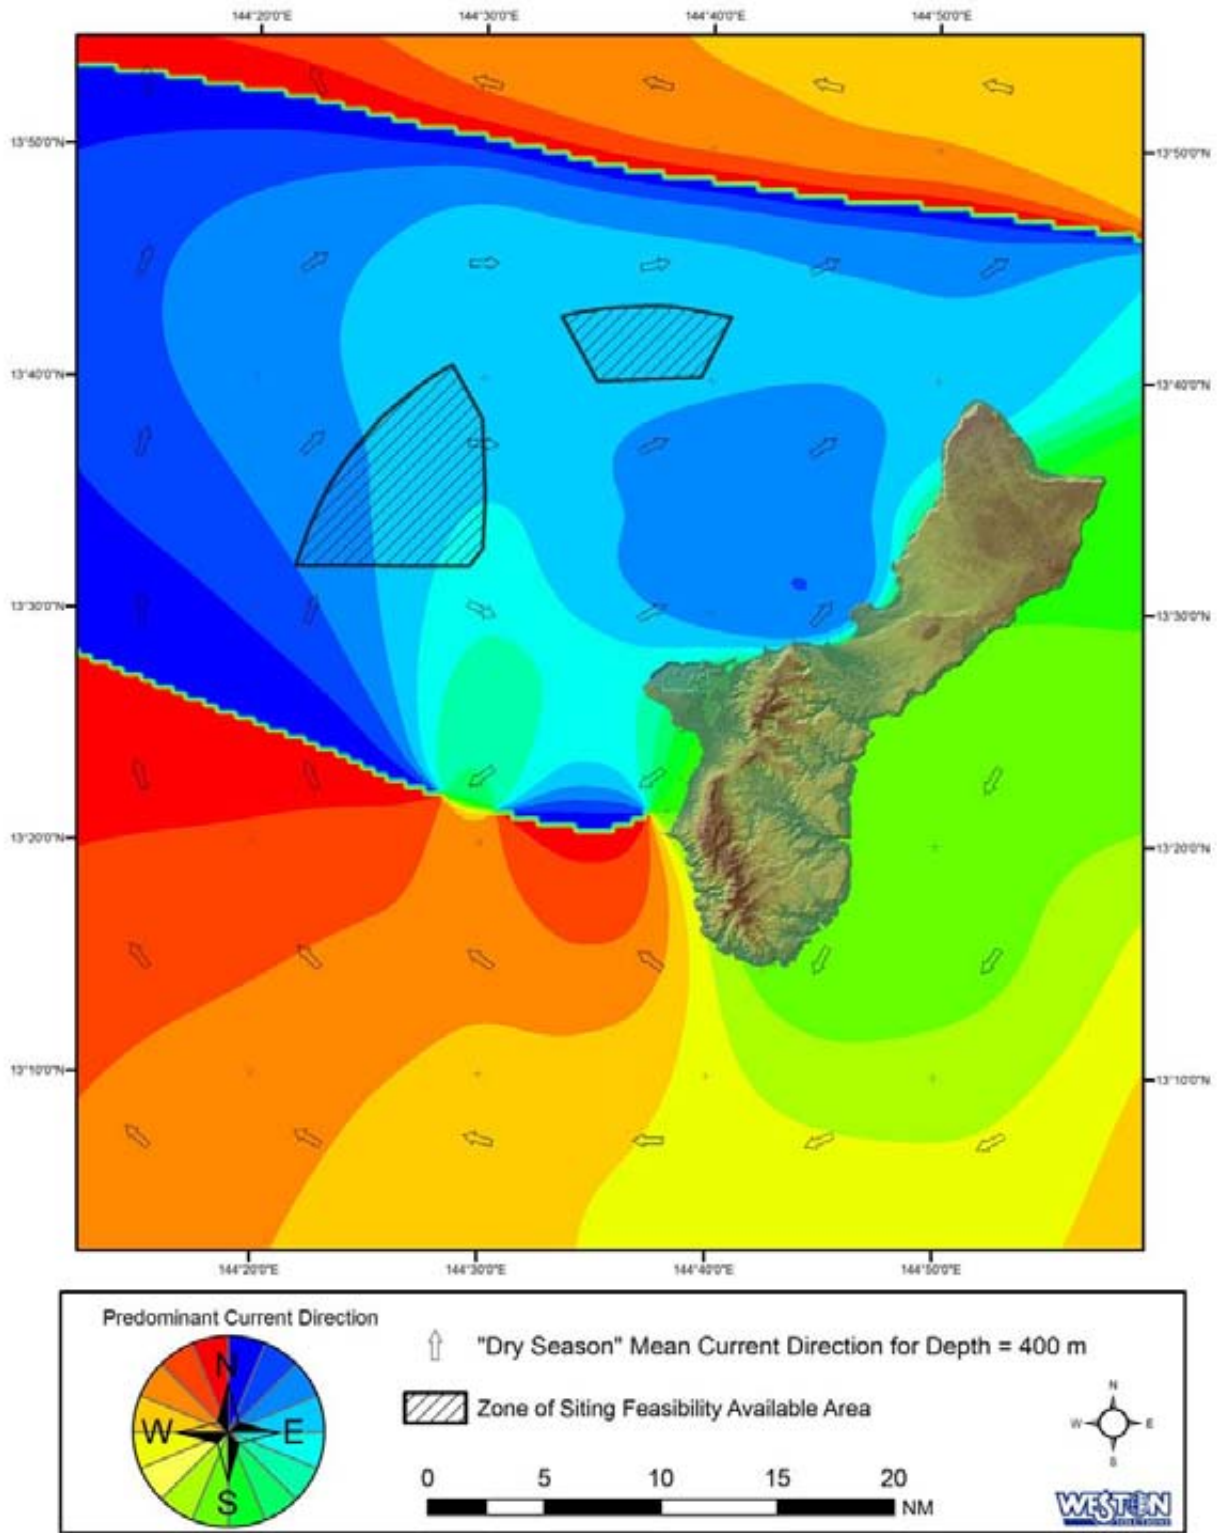 144°20'0"E 144°30'0"E 144°40'0"E 144°50'0"E
13°50'0"N 13°50'0"N
13°40'0"N 13°40'0"N
13°30'0"N 13°30'0"N
13°20'0"N 13°20'0"N
13°10'0"N 13°10'0"N
144°20'0"E 144°30'0"E 144°40'0"E 144°50'0"E
Predominant Current Direction
N
W E
S
"Dry Season" Mean Current Direction for Depth = 400 m
Zone of Siting Feasibility Available Area
0 5 10 15 20
NM
N
W E
S
WESTON
SOLUTIONS